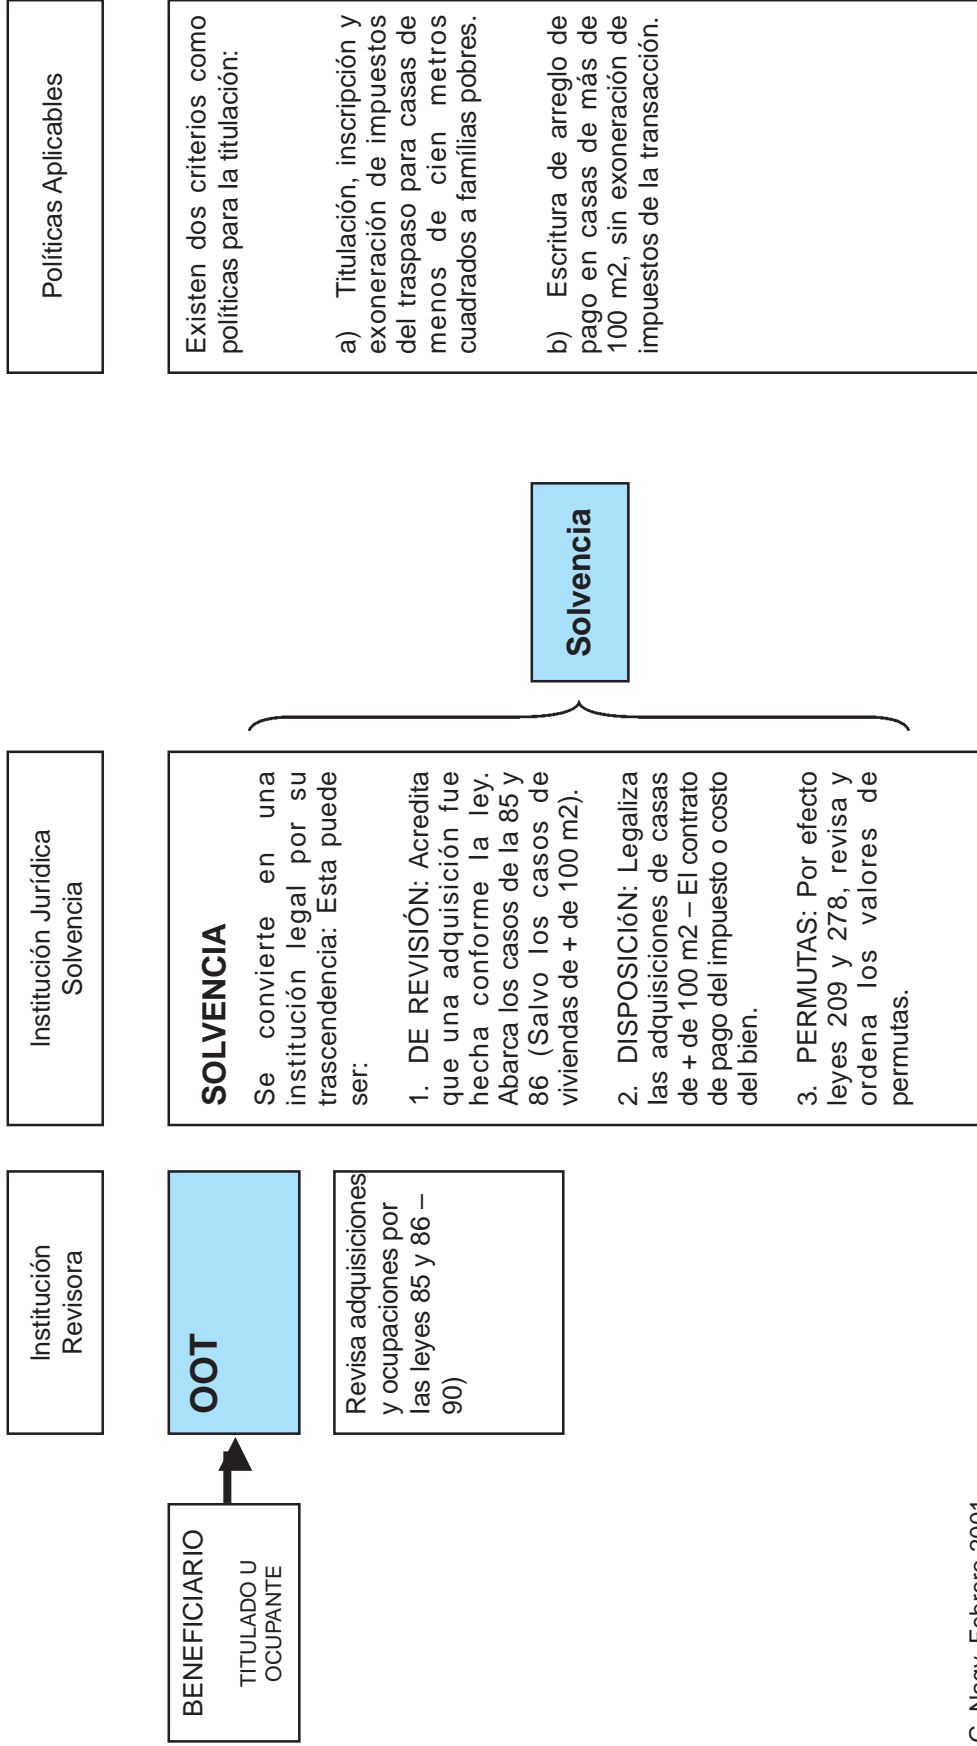 Institución
Revisora
Institución Jurídica
Solvencia
Políticas Aplicables
BENEFICIARIO
TITULADO U
OCUPANTE
OOT
Revisa adquisiciones
y ocupaciones por
las leyes 85 y 86 –
90)
SOLVENCIA
Se convierte en una
institución legal por su
trascendencia: Esta puede
ser:
1. DE REVISIÓN: Acredita
que una adquisición fue
hecha conforme la ley.
Abarca los casos de la 85 y
86 (Salvo los casos de
viviendas de + de 100 m2).
2. DISPOSICIóN: Legaliza
las adquisiciones de casas
de + de 100 m2 – El contrato
de pago del impuesto o costo
del bien.
3. PERMUTAS: Por efecto
leyes 209 y 278, revisa y
ordena los valores de
permutas.
Solvencia
Existen dos criterios como
políticas para la titulación:
a) Titulación, inscripción y
exoneración de impuestos
del traspaso para casas de
menos de cien metros
cuadrados a famílias pobres.
b) Escritura de arreglo de
pago en casas de más de
100 m2, sin exoneración de
impuestos de la transacción.
C. Nagy, Febrero 2001